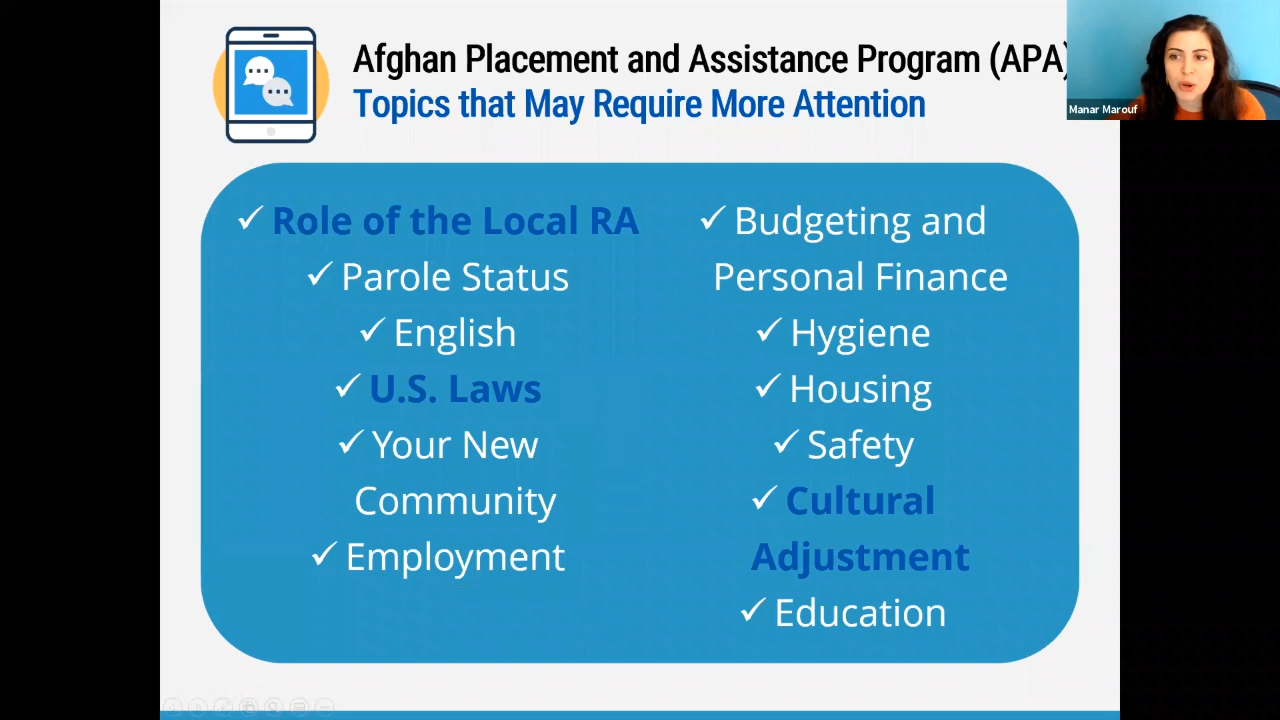 Afghan Placement and Assistance Program (APA)
Topics that May Require More Attention
Manar Marouf
✓ Role of the Local RA
✓ Parole Status
✓ English
✓ U.S. Laws
✓ Your New
Community
✓ Employment
✓ Budgeting and
Personal Finance
✓ Hygiene
✓ Housing
✓ Safety
✓ Cultural
Adjustment
✓ Education